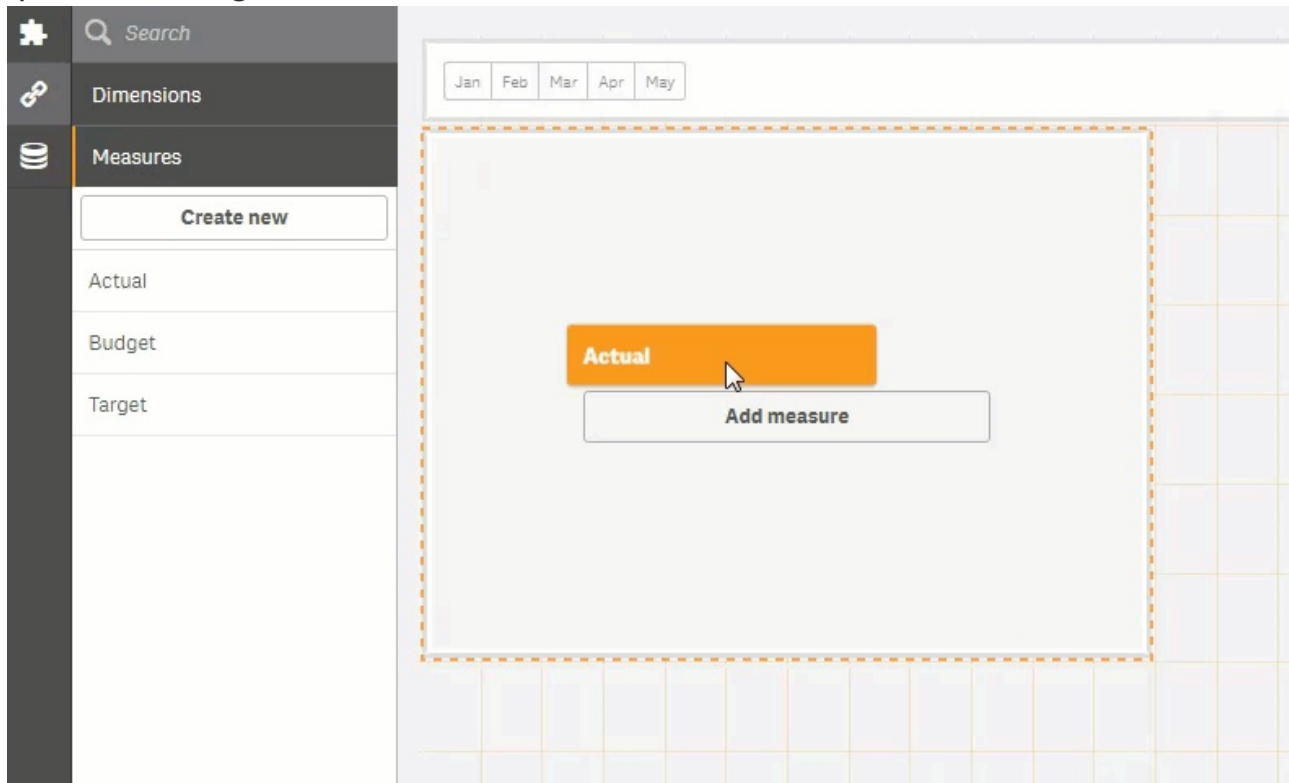 Search
Dimensions
Measures
Create new
Actual
Budget
Target
Jan Feb Mar Apr May
Actual
Add measure